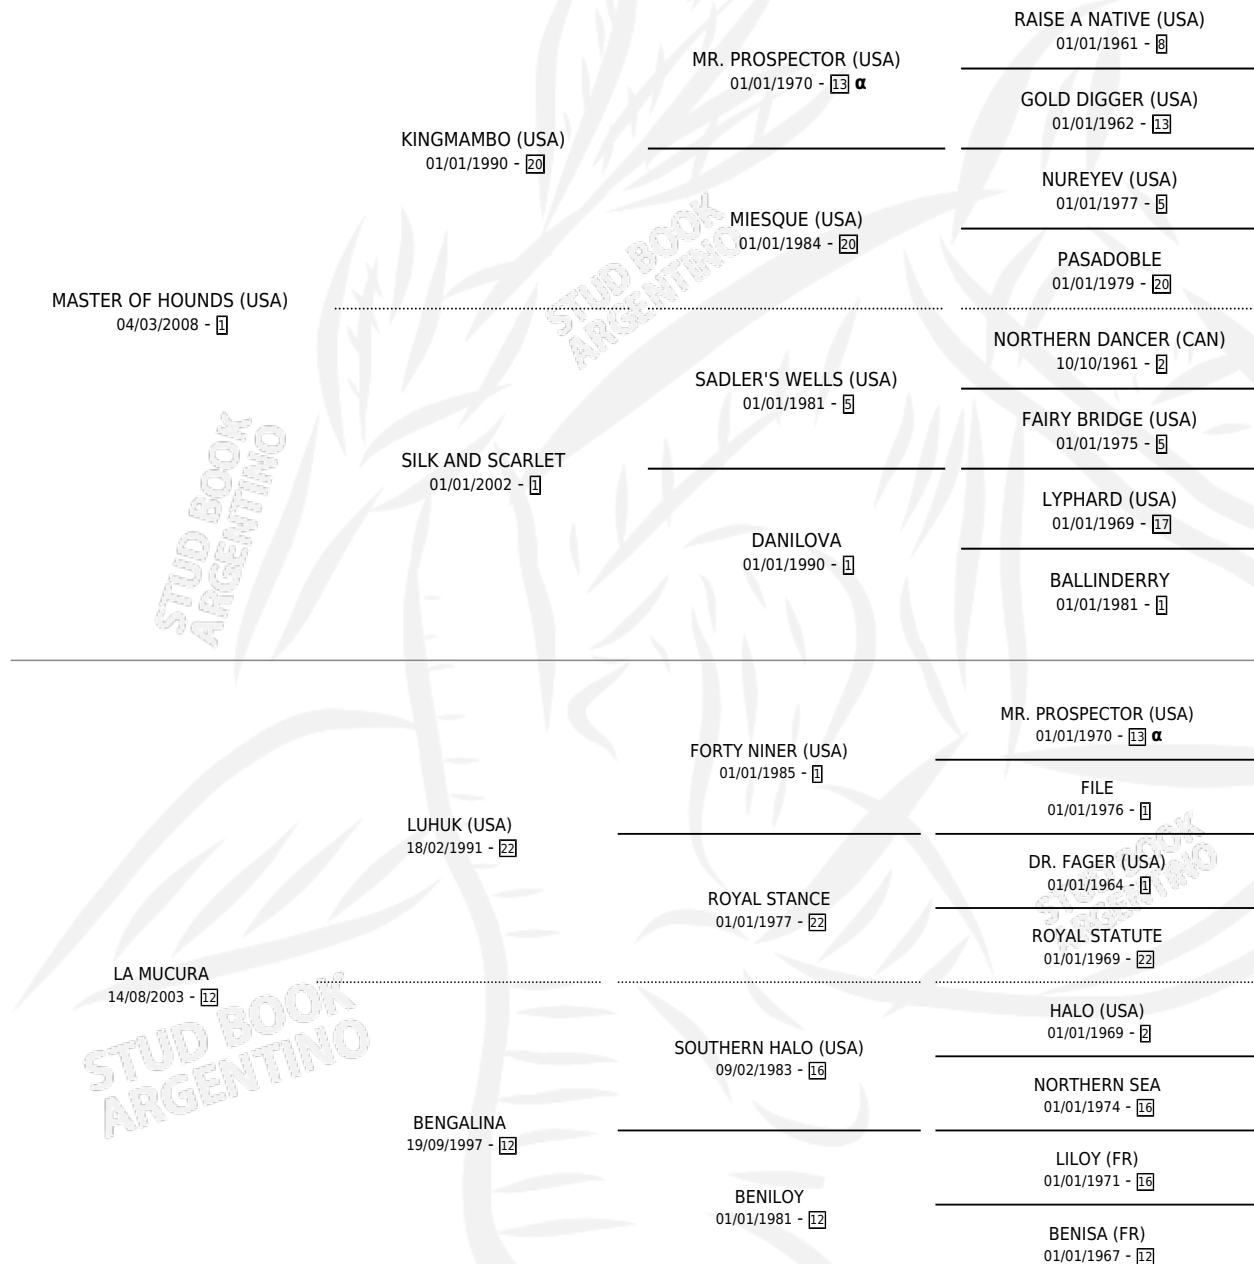 RAISE A NATIVE (USA)
01/01/1961 - 8
MR. PROSPECTOR (USA)
01/01/1970 - 13 α
GOLD DIGGER (USA)
01/01/1962 - 13
KINGMAMBO (USA)
01/01/1990 - 20
NUREYEV (USA)
01/01/1977 - 5
MIESQUE (USA)
01/01/1984 - 20
PASADOBLE
01/01/1979 - 20
MASTER OF HOUNDS (USA)
04/03/2008 - 1
NORTHERN DANCER (CAN)
10/10/1961 - 2
SADLER'S WELLS (USA)
01/01/1981 - 5
FAIRY BRIDGE (USA)
01/01/1975 - 5
SILK AND SCARLET
01/01/2002 - 1
LYPHARD (USA)
01/01/1969 - 17
DANILOVA
01/01/1990 - 1
BALLINDERRY
01/01/1981 - 1
MR. PROSPECTOR (USA)
01/01/1970 - 13 α
FORTY NINER (USA)
01/01/1985 - 1
FILE
01/01/1976 - 1
LUHUK (USA)
18/02/1991 - 22
DR. FAGER (USA)
01/01/1964 - 1
ROYAL STANCE
01/01/1977 - 22
ROYAL STATUTE
01/01/1969 - 22
LA MUCURA
14/08/2003 - 12
HALO (USA)
01/01/1969 - 2
SOUTHERN HALO (USA)
09/02/1983 - 16
NORTHERN SEA
01/01/1974 - 16
BENGALINA
19/09/1997 - 12
LILOY (FR)
01/01/1971 - 16
BENILOY
01/01/1981 - 12
BENISA (FR)
01/01/1967 - 12
STUD BOOK
ARGENTINO
STUD BOOK
ARGENTINO
STUD BOOK
ARGENTINO
STUD BOOK
ARGENTINO